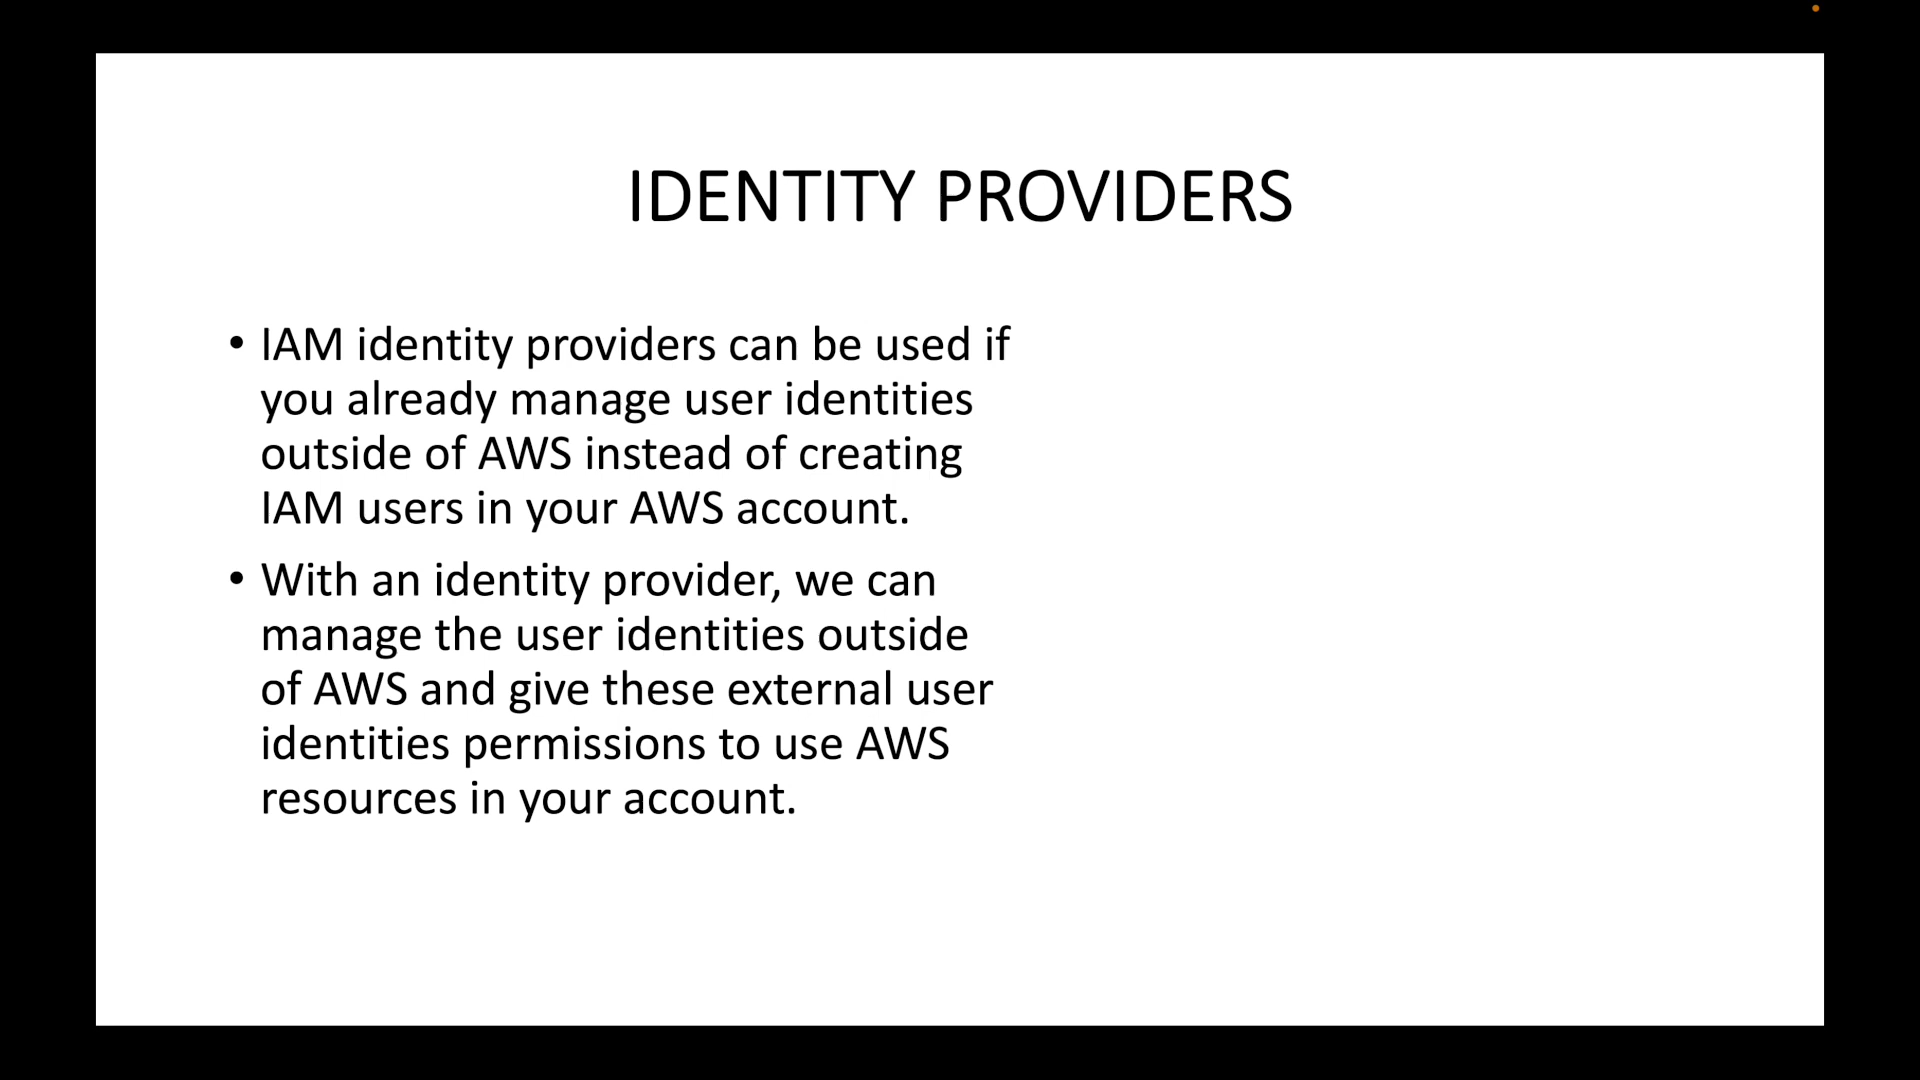 IDENTITY PROVIDERS
• IAM identity providers can be used if
you already manage user identities
outside of AWS instead of creating
IAM users in your AWS account.
• With an identity provider, we can
manage the user identities outside
of AWS and give these external user
identities permissions to use AWS
resources in your account.